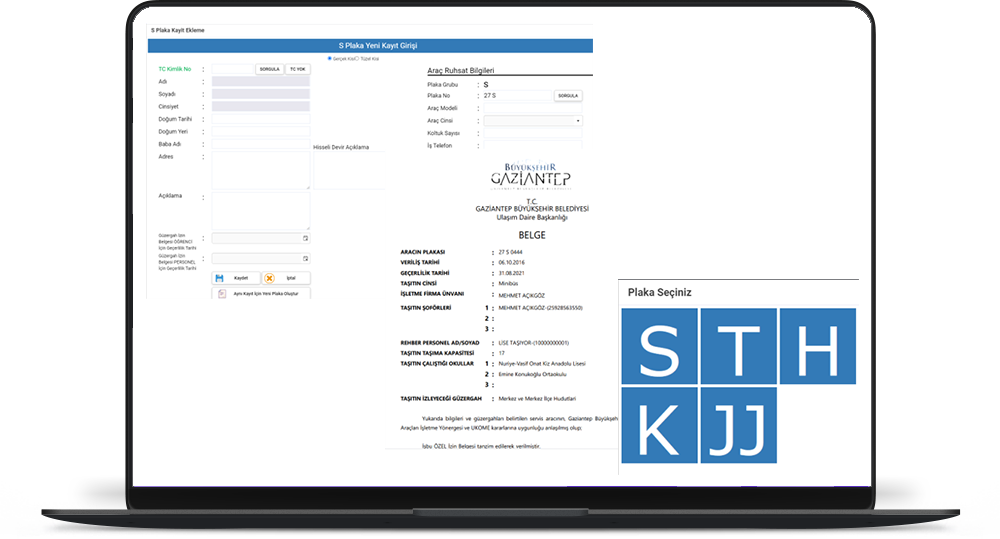 S Plaka Kayit Ekleme
S Plaka Yeni Kayıt Girişi
Gerçek Kişi Tüzel Kişi
TC Kimlik No :
SORGULA
TC YOK
Adı :
Soyadı :
Cinsiyet :
Doğum Tarihi :
Doğum Yeri :
Baba Adı :
Adres :
Açıklama :
Güzergah İzin
Belgesi ÖĞRENCİ :
İçin Geçerlilik Tarihi
Güzergah İzin
Belgesi PERSONEL :
İçin Geçerlilik Tarihi
Kaydet
İptal
Aynı Kayıt İçin Yeni Plaka Oluştur
Hisseli Devir Açıklama
Araç Ruhsat Bilgileri
Plaka Grubu : S
Plaka No : 27 S
SORGULA
Araç Modeli :
Araç Cinsi :
Koltuk Sayısı :
İş Telefon :
BÜYÜKŞEHİR
GAZİANTEP
T.C.
GAZİANTEP BÜYÜKŞEHİR BELEDİYESİ
Ulaşım Daire Başkanlığı
BELGE
ARACIN PLAKASI : 27 S 0444
VERİLİŞ TARİHİ : 06.10.2016
GEÇERLİLİK TARİHİ : 31.08.2021
TAŞITIN CİNSİ : Minibüs
İŞLETME FİRMA ÜNVANI : MEHMET AÇIKGÖZ
TAŞITIN ŞOFÖRLERİ 1 : MEHMET AÇIKGÖZ-(25928563550)
2 :
3 :
REHBER PERSONEL AD/SOYAD : LİSE TAŞIYOR-(10000000001)
TAŞITIN TAŞIMA KAPASİTESİ : 17
TAŞITIN ÇALIŞTIĞI OKULLAR 1 : Nuriye-Vasıf Onat Kız Anadolu Lisesi
2 : Emine Konukoğlu Ortaokulu
3 :
TAŞITIN İZLEYECEĞİ GÜZERGAH : Merkez ve Merkez İlçe Hudutları
Yukarıda bilgileri ve güzergahları belirtilen servis aracının, Gaziantep Büyükşeh
Araçları İşletme Yönergesi ve UKOME kararlarına uygunluğu anlaşılmış olup;
İşbu ÖZEL İzin Belgesi tanzim edilerek verilmiştir.
Plaka Seçiniz
S T H
K JJ